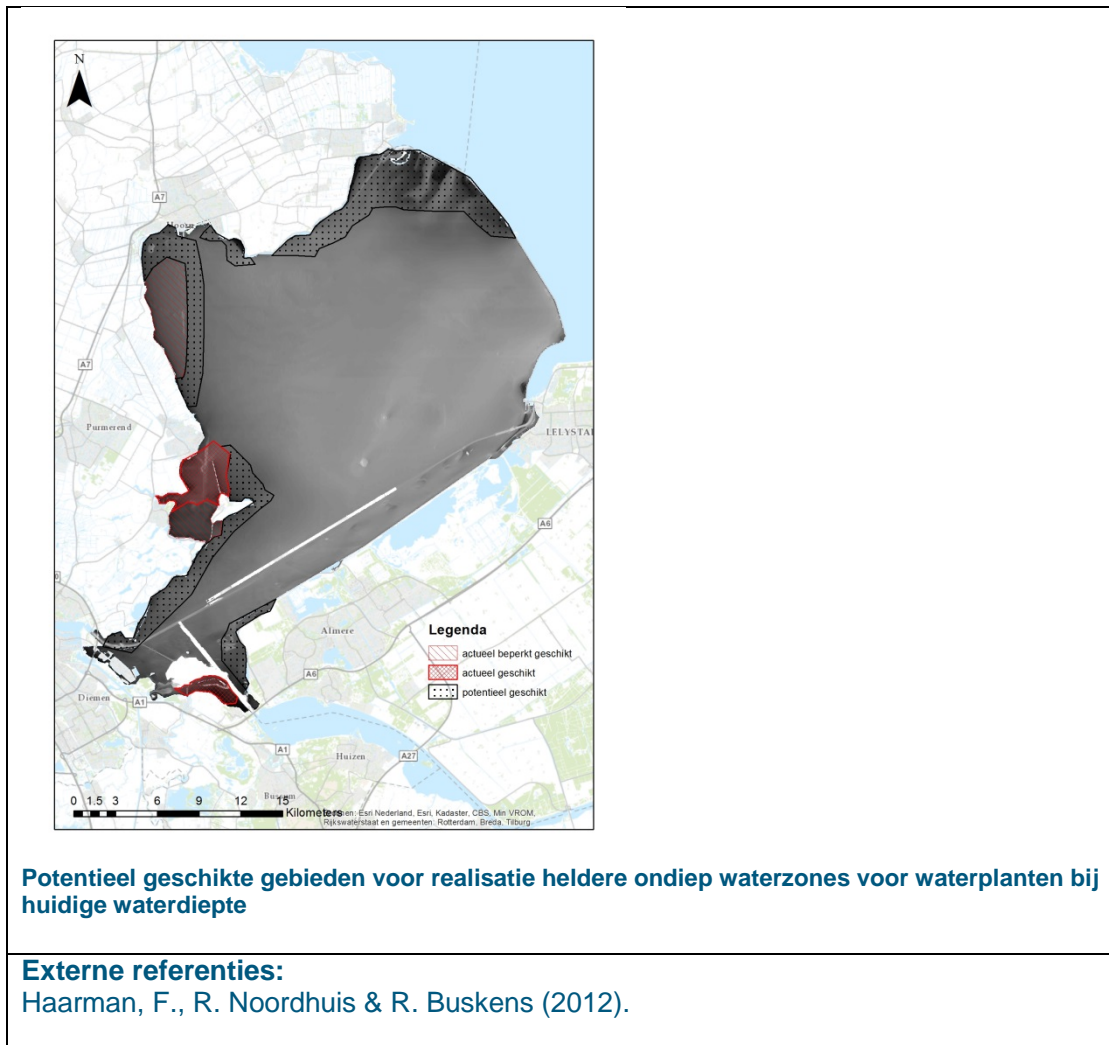 N
A7
A7
Purmerend
LELYSTAD
A6
Almere
Legenda
actueel beperkt geschikt
actueel geschikt
potentieel geschikt
A6
Diemen
A1
A1
Huizen
A27
0 1.5 3 6 9 12 15
Kilometers
Esri Nederland, Esri, Kadaster, CBS, Min VROM,
Rijkswaterstaat en gemeenten: Rotterdam, Breda, Tilburg
Potentieel geschikte gebieden voor realisatie heldere ondiep waterzones voor waterplanten bij
huidige waterdiepte
Externe referenties:
Haarman, F., R. Noordhuis & R. Buskens (2012).